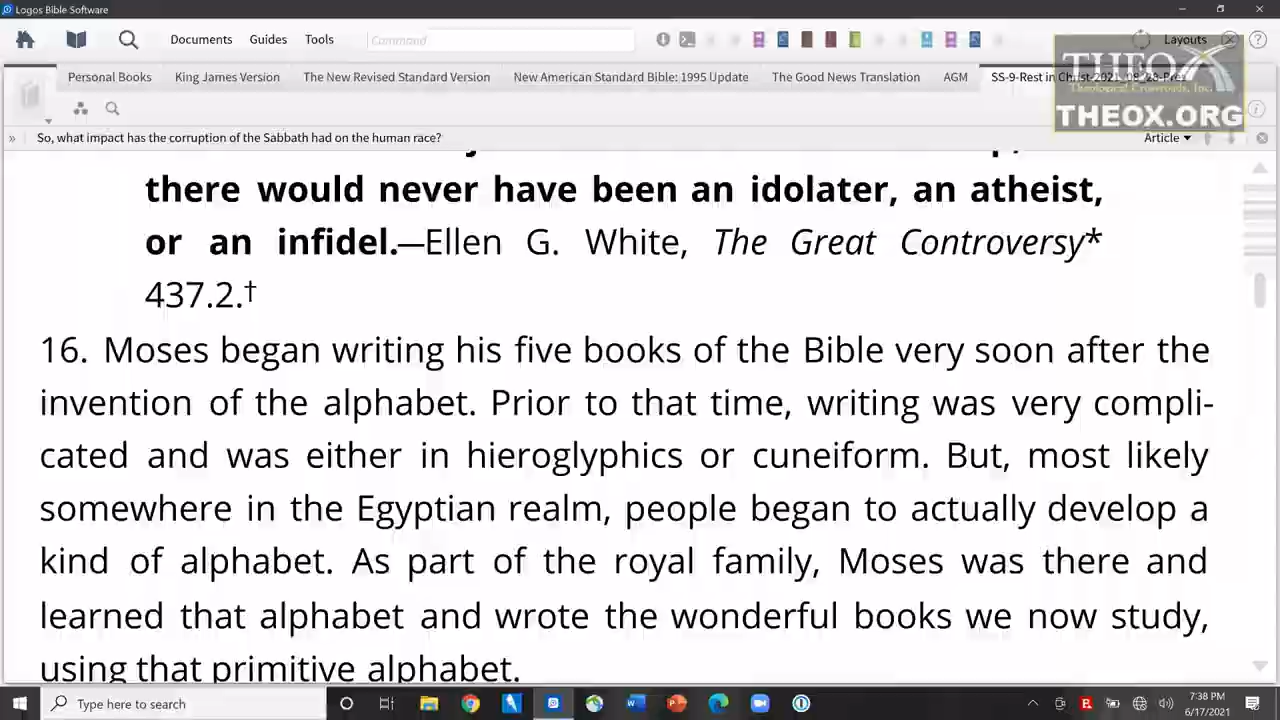 Logos Bible Software
Documents Guides Tools Command Layouts
THEOX
Theological Crossroads, Inc.
THEOX.ORG
Personal Books King James Version The New Revised Standard Version New American Standard Bible: 1995 Update The Good News Translation AGM
So, what impact has the corruption of the Sabbath had on the human race? Article
there would never have been an idolater, an atheist,
or an infidel.—Ellen G. White, The Great Controversy*
437.2.†
16. Moses began writing his five books of the Bible very soon after the
invention of the alphabet. Prior to that time, writing was very compli-
cated and was either in hieroglyphics or cuneiform. But, most likely
somewhere in the Egyptian realm, people began to actually develop a
kind of alphabet. As part of the royal family, Moses was there and
learned that alphabet and wrote the wonderful books we now study,
using that primitive alphabet.
Type here to search
7:38 PM
6/17/2021